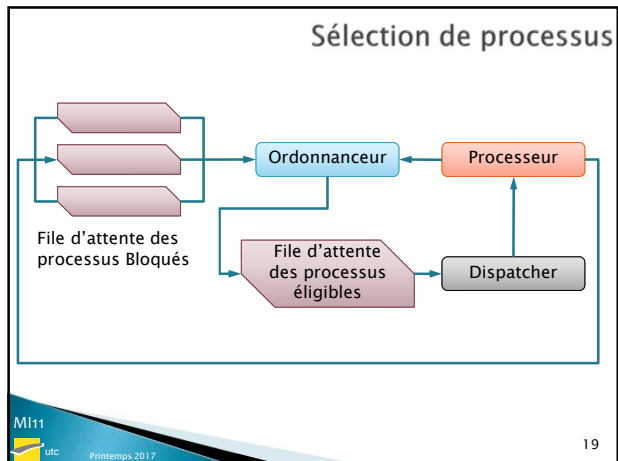 Sélection de processus
Ordonnanceur
Processeur
File d'attente des
processus Bloqués
File d'attente
des processus
éligibles
Dispatcher
MI11
utc
Printemps 2017
19